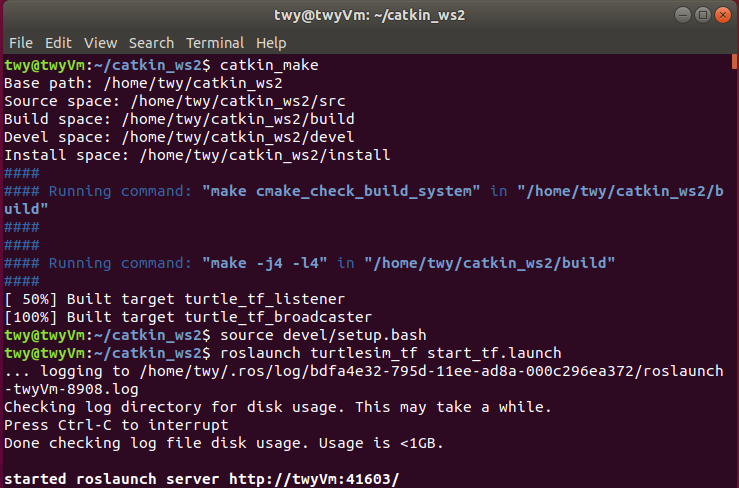 twy@twyVm: ~/catkin_ws2
File Edit View Search Terminal Help
twy@twyVm:~/catkin_ws2$ catkin_make
Base path: /home/twy/catkin_ws2
Source space: /home/twy/catkin_ws2/src
Build space: /home/twy/catkin_ws2/build
Devel space: /home/twy/catkin_ws2/devel
Install space: /home/twy/catkin_ws2/install
####
#### Running command: "make cmake_check_build_system" in "/home/twy/catkin_ws2/b
uild"
####
####
#### Running command: "make -j4 -l4" in "/home/twy/catkin_ws2/build"
####
[ 50%] Built target turtle_tf_listener
[100%] Built target turtle_tf_broadcaster
twy@twyVm:~/catkin_ws2$ source devel/setup.bash
twy@twyVm:~/catkin_ws2$ roslaunch turtlesim_tf start_tf.launch
... logging to /home/twy/.ros/log/bdfa4e32-795d-11ee-ad8a-000c296ea372/roslaunch
-twyVm-8908.log
Checking log directory for disk usage. This may take a while.
Press Ctrl-C to interrupt
Done checking log file disk usage. Usage is <1GB.
started roslaunch server http://twyVm:41603/